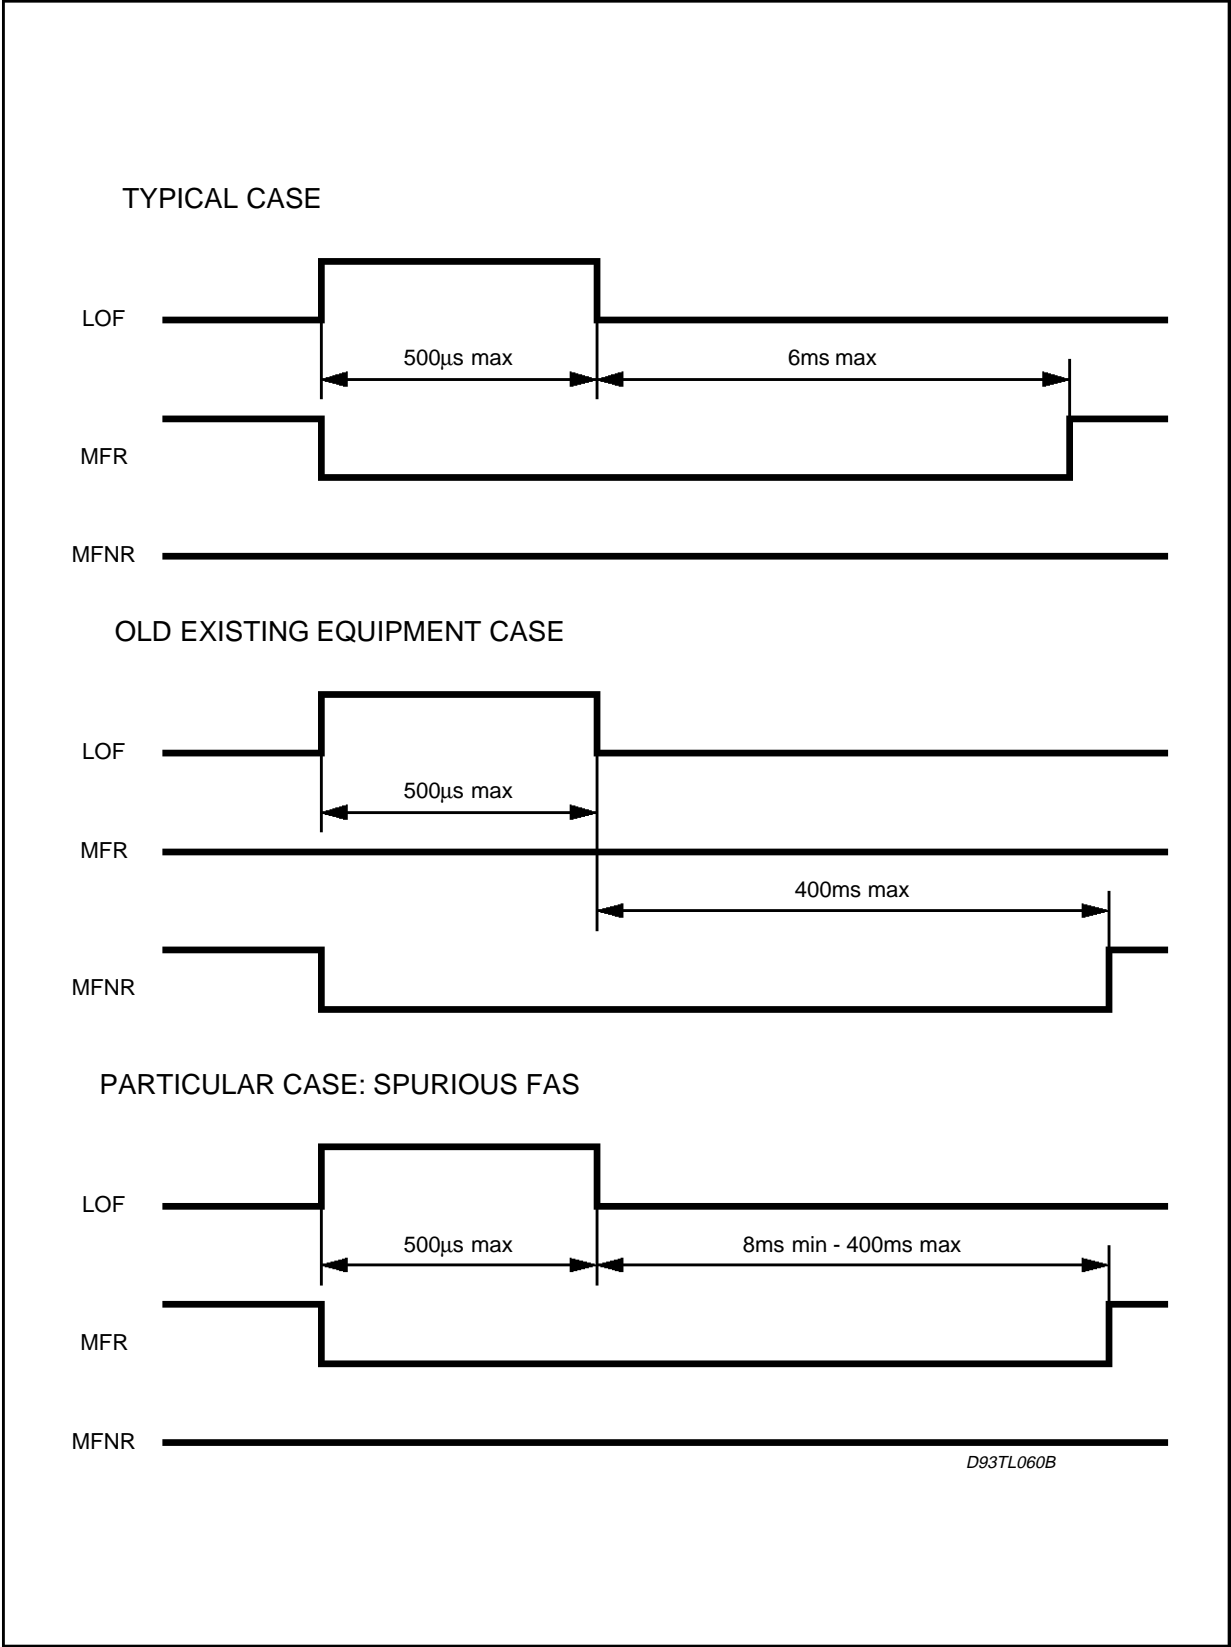 TYPICAL CASE
LOF
500μs max
6ms max
MFR
MFNR
OLD EXISTING EQUIPMENT CASE
LOF
500μs max
MFR
400ms max
MFNR
PARTICULAR CASE: SPURIOUS FAS
LOF
500μs max
8ms min - 400ms max
MFR
MFNR
D93TL060B